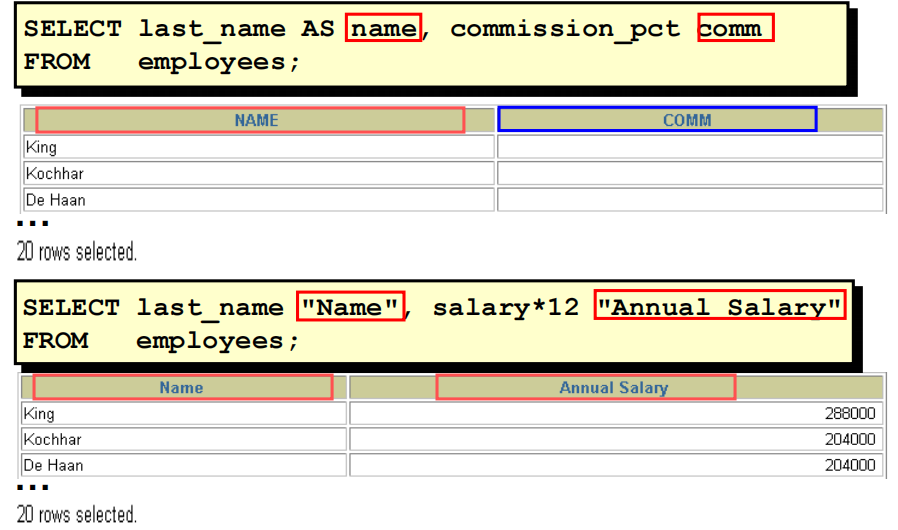 SELECT last_name AS name, commission_pct comm
FROM employees;
NAME COMM
King
Kochhar
De Haan
...
20 rows selected.
SELECT last_name "Name", salary*12 "Annual Salary"
FROM employees;
Name Annual Salary
King 288000
Kochhar 204000
De Haan 204000
...
20 rows selected.